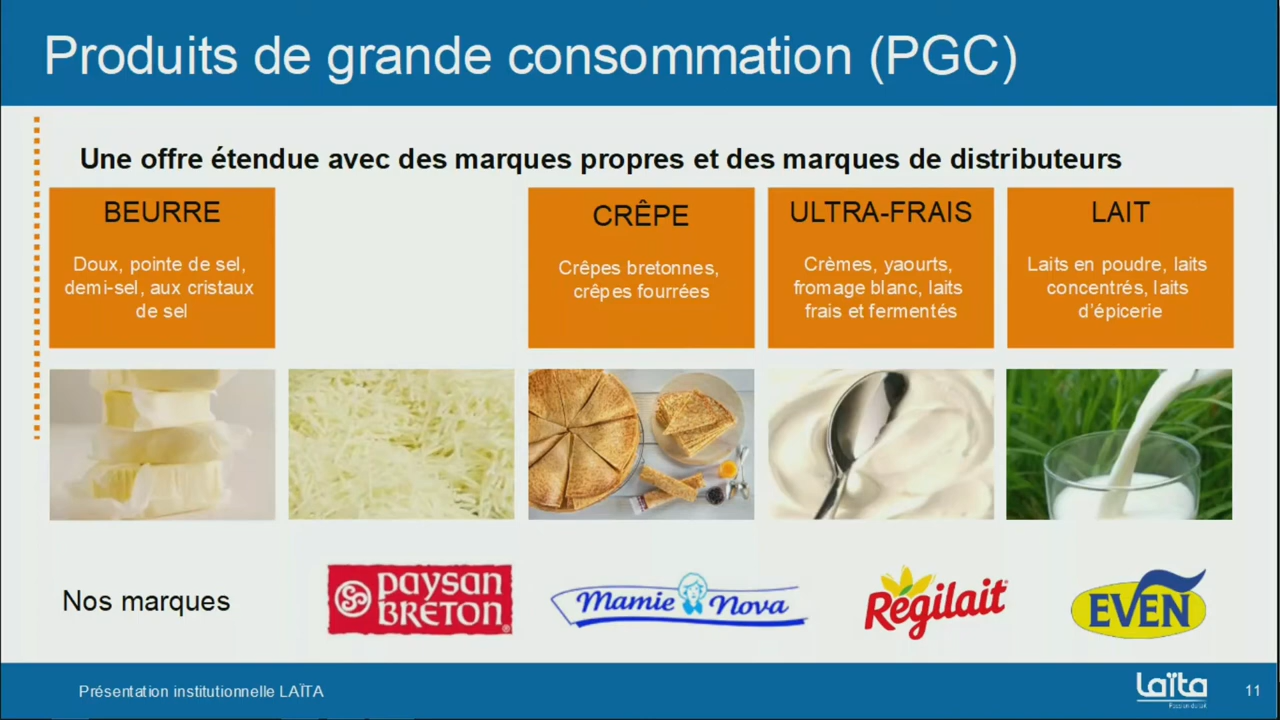 Produits de grande consommation (PGC)
Une offre étendue avec des marques propres et des marques de distributeurs
BEURRE
Doux, pointe de sel,
demi-sel, aux cristaux
de sel
CRÊPE
Crêpes bretonnes,
crêpes fourrées
ULTRA-FRAIS
Crèmes, yaourts,
fromage blanc, laits
frais et fermentés
LAIT
Laits en poudre, laits
concentrés, laits
d'épicerie
Nos marques
paysan
BRETON
Mamie Nova
Régilait
EVEN
Présentation institutionnelle LAÏTA
Laïta
11